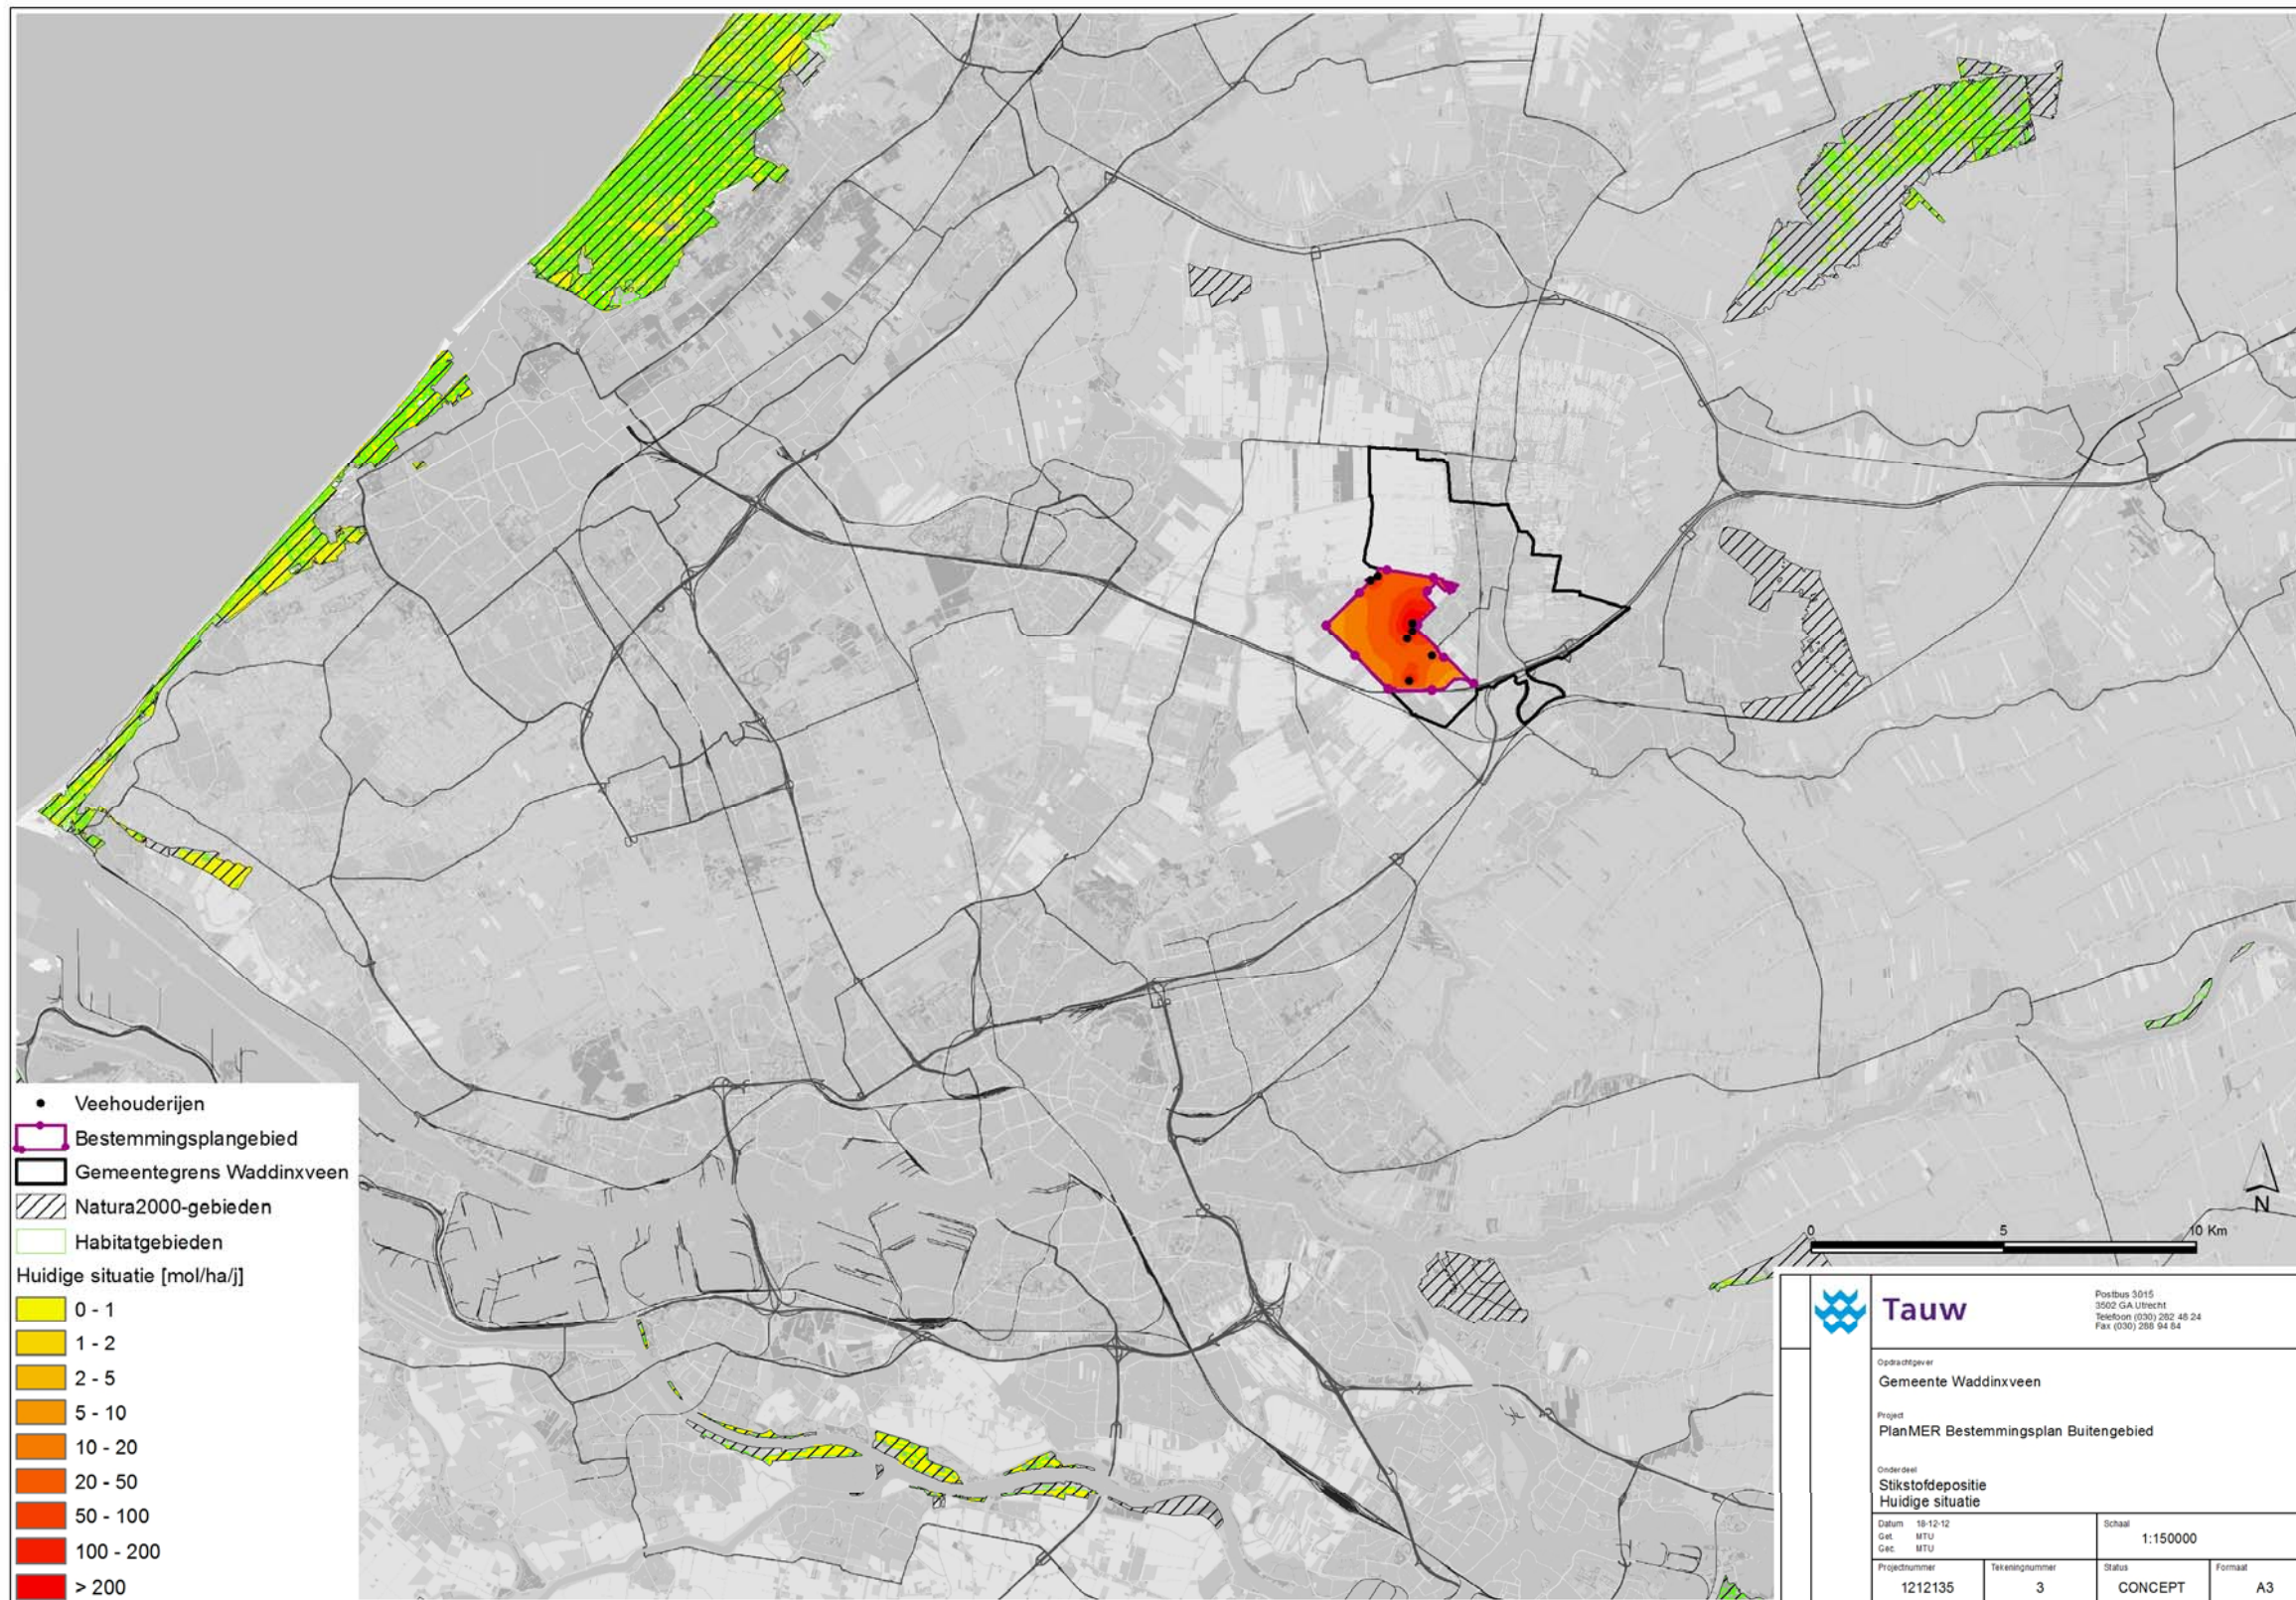 Veehouderijen
Bestemmingsplangebied
Gemeentegrens Waddinxveen
Natura2000-gebieden
Habitatgebieden
Huidige situatie [mol/ha/j]
0 - 1
1 - 2
2 - 5
5 - 10
10 - 20
20 - 50
50 - 100
100 - 200
> 200
N
0 5 10 Km
Tauw
Postbus 3015
3502 GA Utrecht
Telefoon (030) 282 48 24
Fax (030) 288 94 84
Opdrachtgever
Gemeente Waddinxveen
Project
PlanMER Bestemmingsplan Buitengebied
Onderdeel
Stikstofdepositie
Huidige situatie
Datum 18-12-12
Get. MTU
Gec. MTU
Schaal
1:150000
Projectnummer
1212135
Tekeningnummer
3
Status
CONCEPT
Formaat
A3